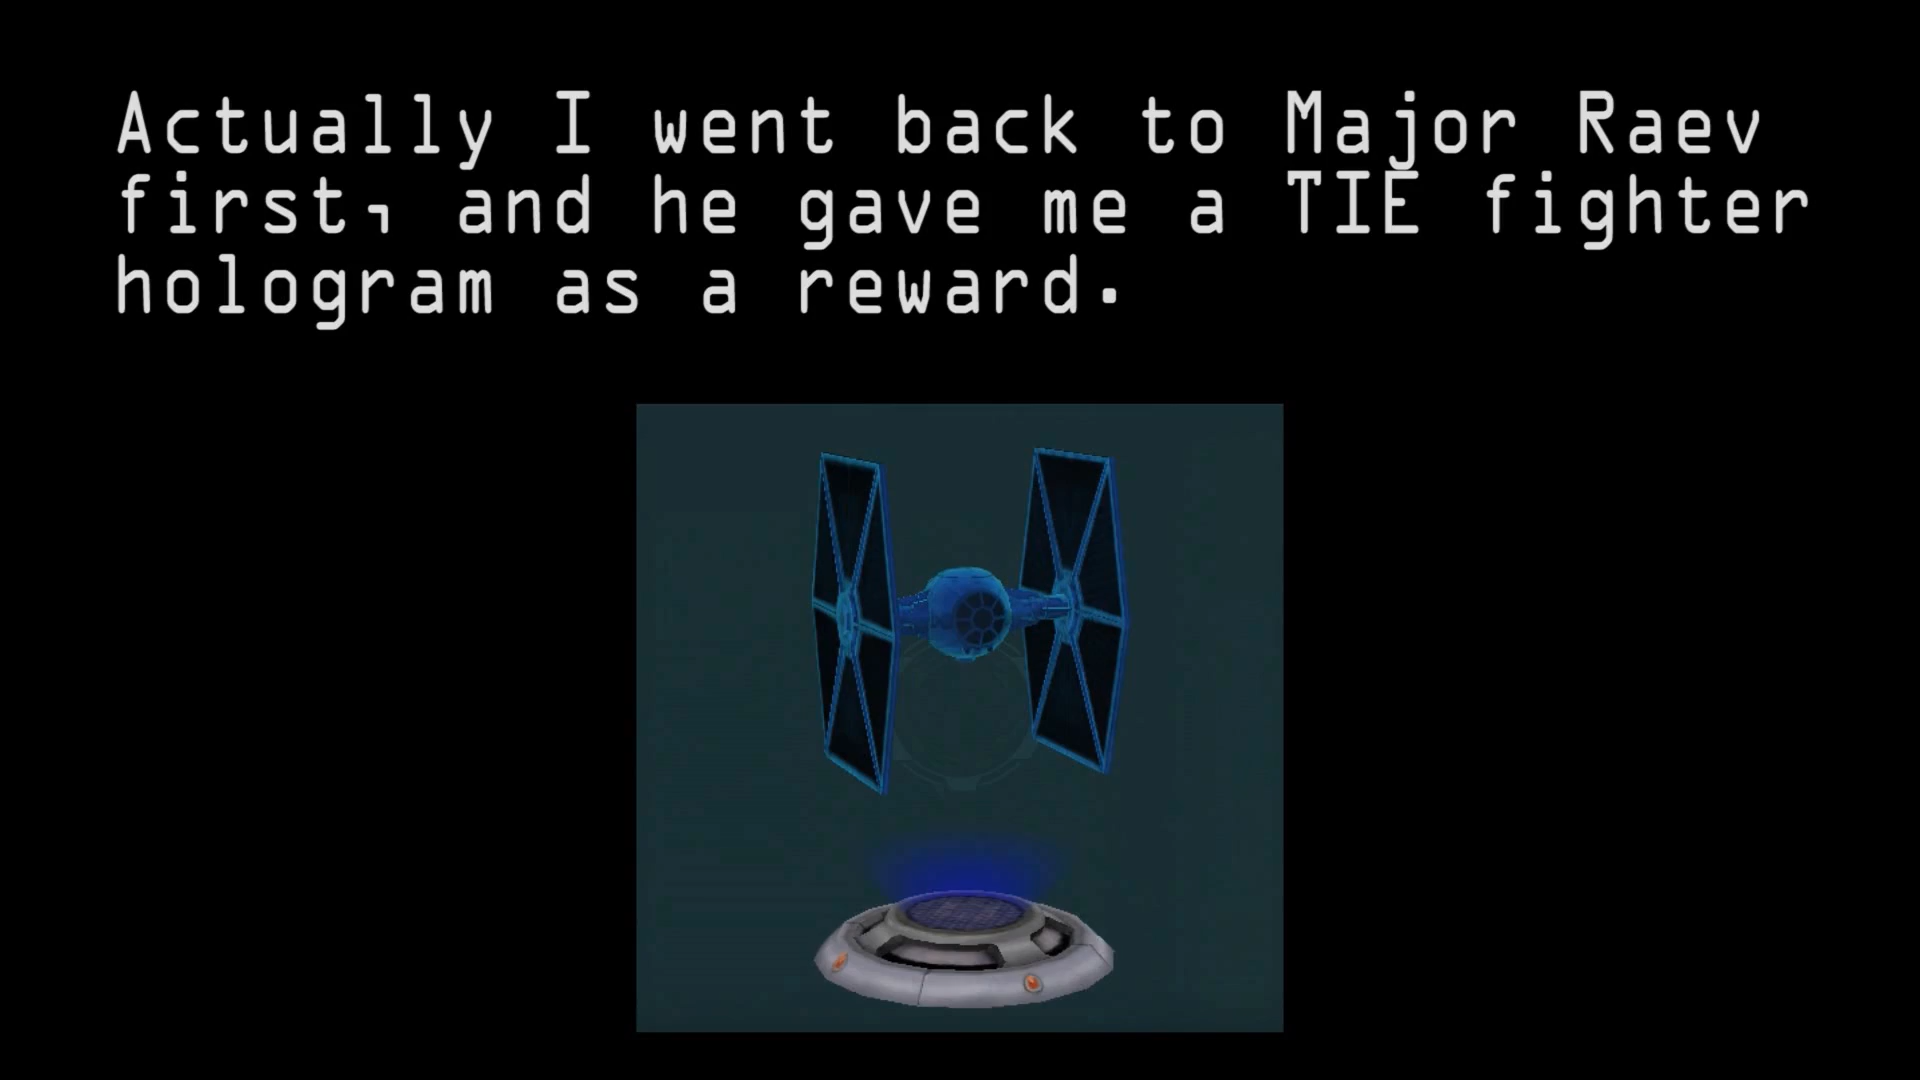 Actually I went back to Major Raev
first, and he gave me a TIE fighter
hologram as a reward.